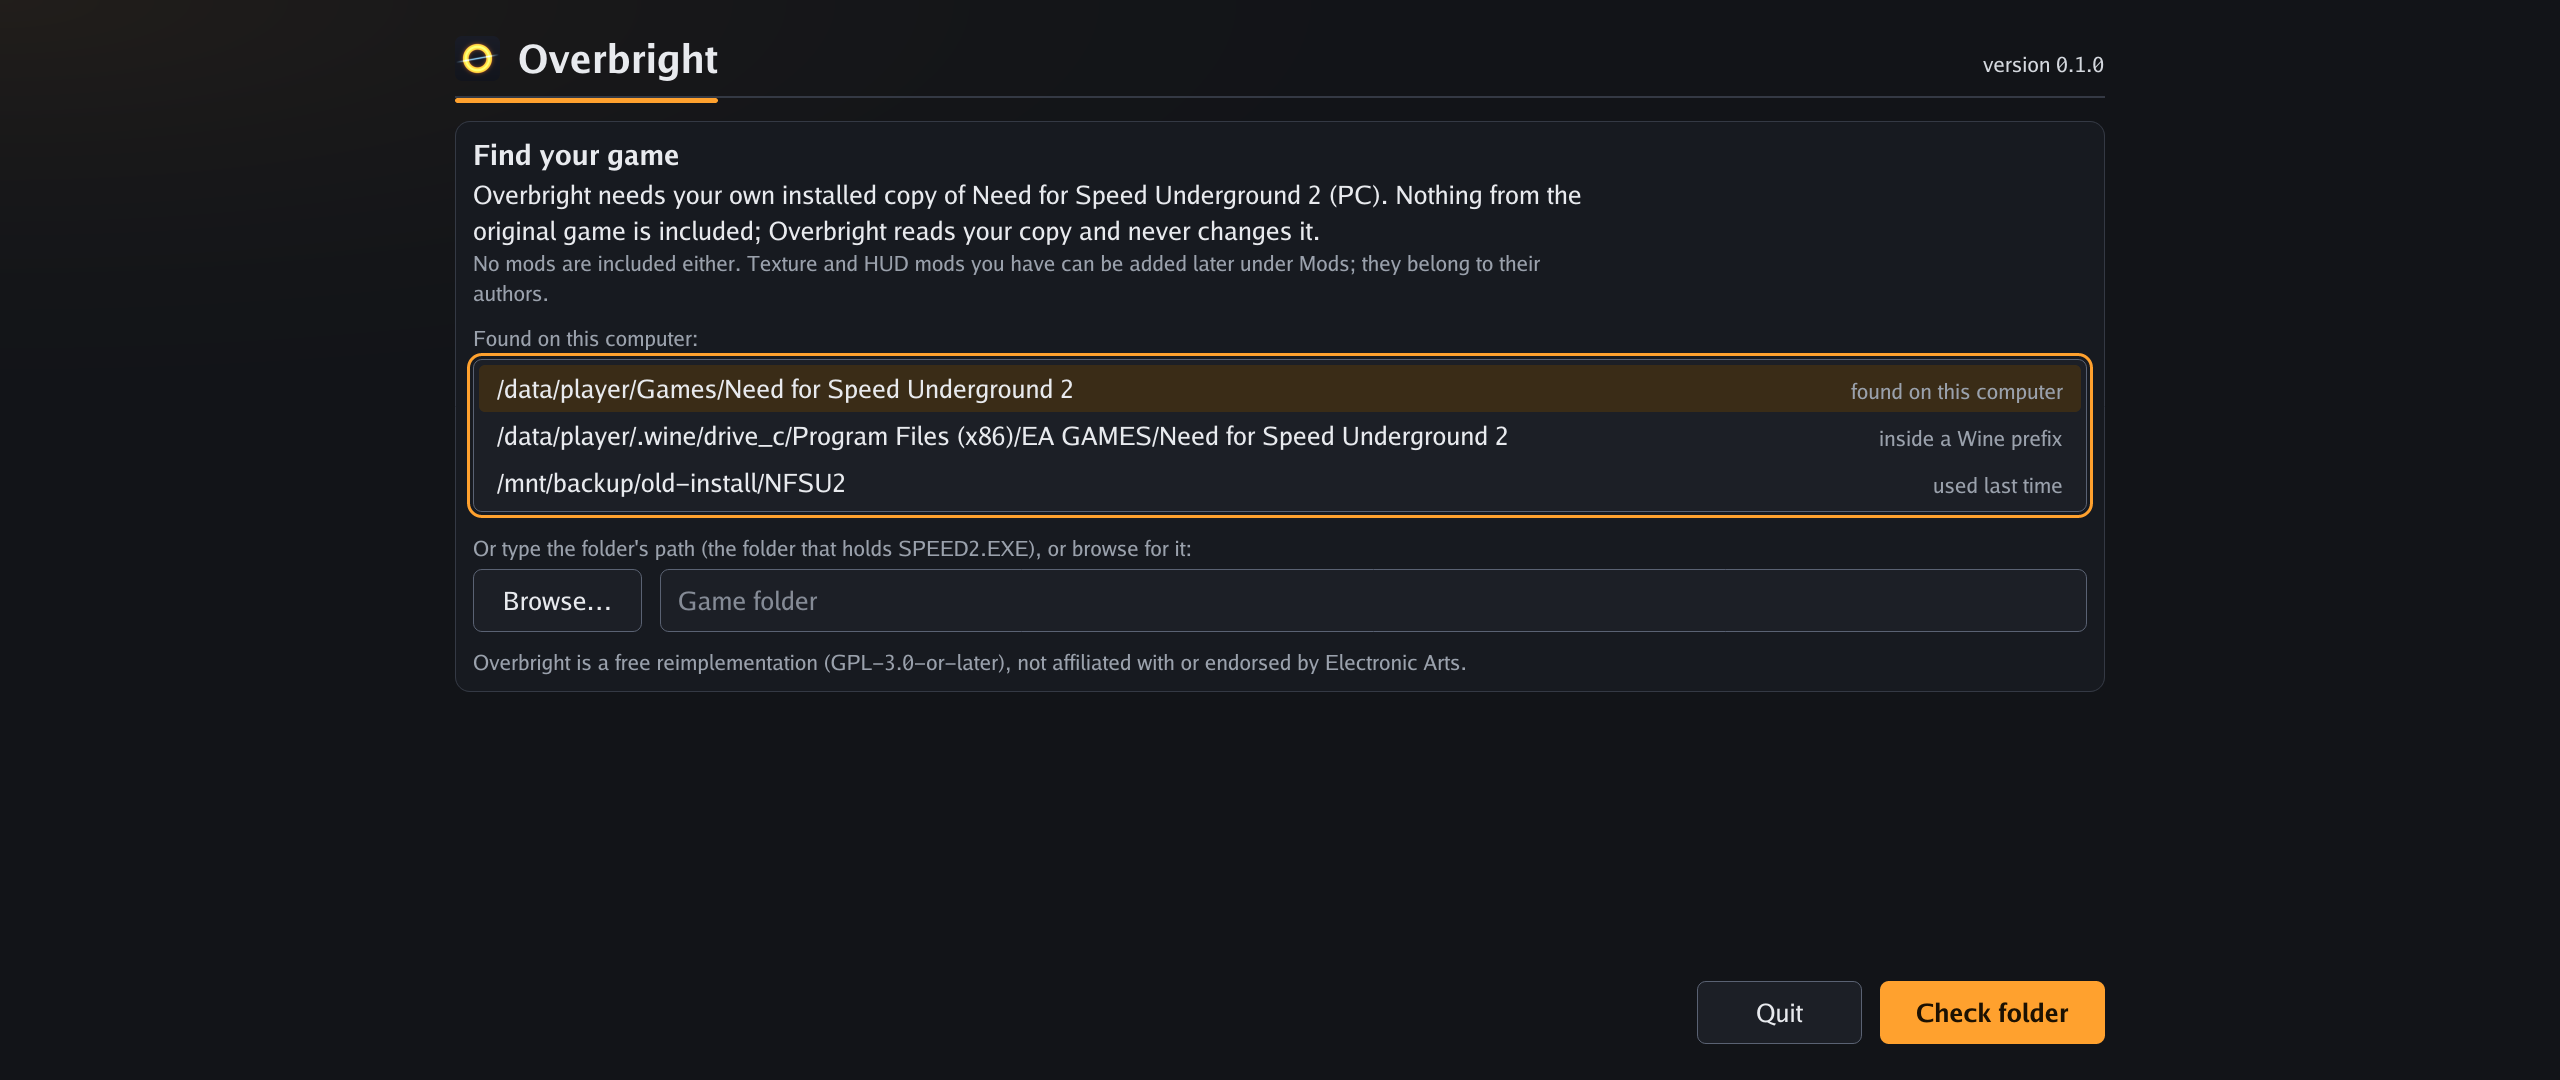 Overbright
version 0.1.0
Find your game
Overbright needs your own installed copy of Need for Speed Underground 2 (PC). Nothing from the
original game is included; Overbright reads your copy and never changes it.
No mods are included either. Texture and HUD mods you have can be added later under Mods; they belong to their
authors.
Found on this computer:
/data/player/Games/Need for Speed Underground 2 found on this computer
/data/player/.wine/drive_c/Program Files (x86)/EA GAMES/Need for Speed Underground 2 inside a Wine prefix
/mnt/backup/old-install/NFSU2 used last time
Or type the folder's path (the folder that holds SPEED2.EXE), or browse for it:
Browse… Game folder
Overbright is a free reimplementation (GPL-3.0-or-later), not affiliated with or endorsed by Electronic Arts.
Quit Check folder